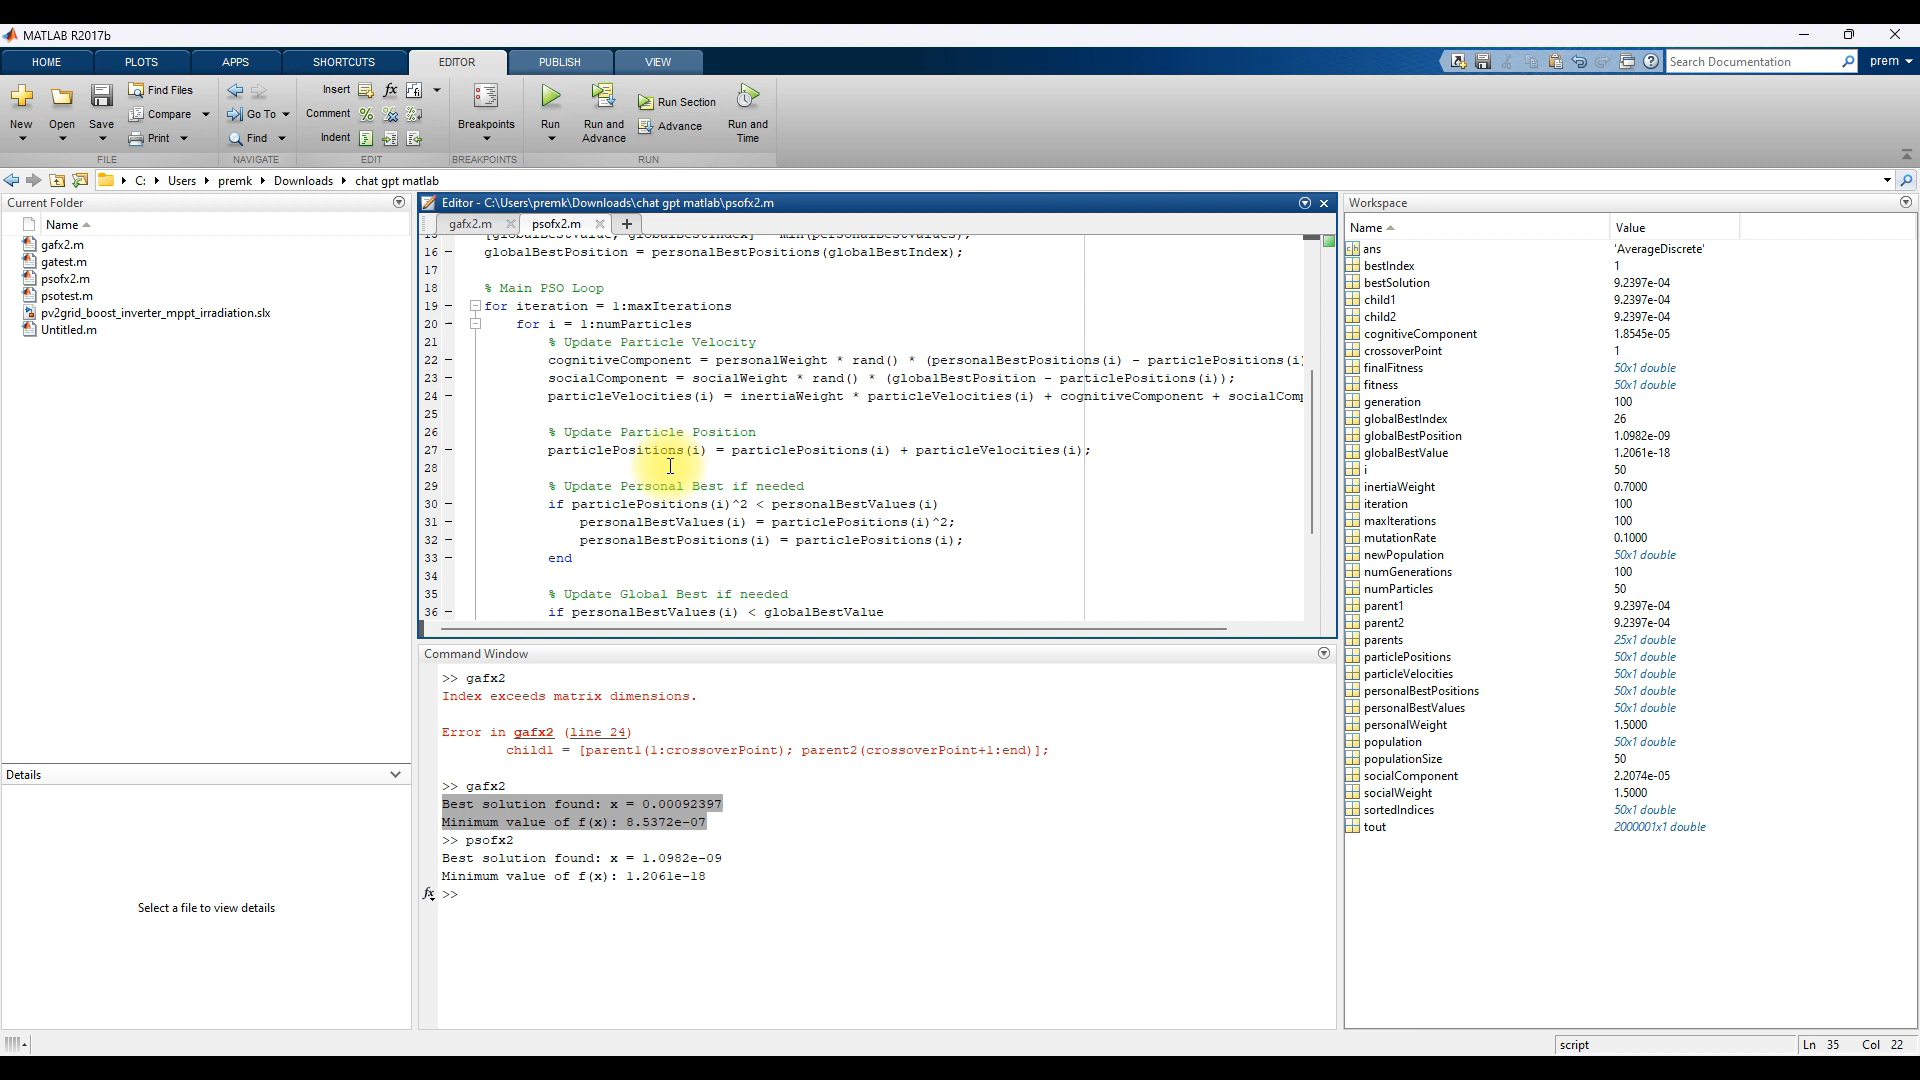 MATLAB R2017b
HOME PLOTS APPS SHORTCUTS EDITOR PUBLISH VIEW
Search Documentation
prem
New
Open
Save
Find Files
Compare
Print
FILE
Go To
Find
NAVIGATE
Insert
Comment
Indent
EDIT
Breakpoints
BREAKPOINTS
Run
Run and
Advance
Run Section
Advance
Run and
Time
RUN
C: Users premk Downloads chat gpt matlab
Current Folder
Name
gafx2.m
gatest.m
psofx2.m
psotest.m
pv2grid_boost_inverter_mppt_irradiation.slx
Untitled.m
Details
Select a file to view details
Editor - C:\Users\premk\Downloads\chat gpt matlab\psofx2.m
gafx2.m psofx2.m
16 globalBestPosition = personalBestPositions(globalBestIndex);
17
18 % Main PSO Loop
19 for iteration = 1:maxIterations
20 for i = 1:numParticles
21 % Update Particle Velocity
22 cognitiveComponent = personalWeight * rand() * (personalBestPositions(i) - particlePositions(i)
23 socialComponent = socialWeight * rand() * (globalBestPosition - particlePositions(i));
24 particleVelocities(i) = inertiaWeight * particleVelocities(i) + cognitiveComponent + socialComp
25
26 % Update Particle Position
27 particlePositions(i) = particlePositions(i) + particleVelocities(i);
28
29 % Update Personal Best if needed
30 if particlePositions(i)^2 < personalBestValues(i)
31 personalBestValues(i) = particlePositions(i)^2;
32 personalBestPositions(i) = particlePositions(i);
33 end
34
35 % Update Global Best if needed
36 if personalBestValues(i) < globalBestValue
Command Window
>> gafx2
Index exceeds matrix dimensions.
Error in gafx2 (line 24)
child1 = [parent1(1:crossoverPoint); parent2(crossoverPoint+1:end)];
>> gafx2
Best solution found: x = 0.00092397
Minimum value of f(x): 8.5372e-07
>> psofx2
Best solution found: x = 1.0982e-09
Minimum value of f(x): 1.2061e-18
fx >>
Workspace
Name Value
ans 'AverageDiscrete'
bestIndex 1
bestSolution 9.2397e-04
child1 9.2397e-04
child2 9.2397e-04
cognitiveComponent 1.8545e-05
crossoverPoint 1
finalFitness 50x1 double
fitness 50x1 double
generation 100
globalBestIndex 26
globalBestPosition 1.0982e-09
globalBestValue 1.2061e-18
i 50
inertiaWeight 0.7000
iteration 100
maxIterations 100
mutationRate 0.1000
newPopulation 50x1 double
numGenerations 100
numParticles 50
parent1 9.2397e-04
parent2 9.2397e-04
parents 25x1 double
particlePositions 50x1 double
particleVelocities 50x1 double
personalBestPositions 50x1 double
personalBestValues 50x1 double
personalWeight 1.5000
population 50x1 double
populationSize 50
socialComponent 2.2074e-05
socialWeight 1.5000
sortedIndices 50x1 double
tout 2000001x1 double
script
Ln 35 Col 22